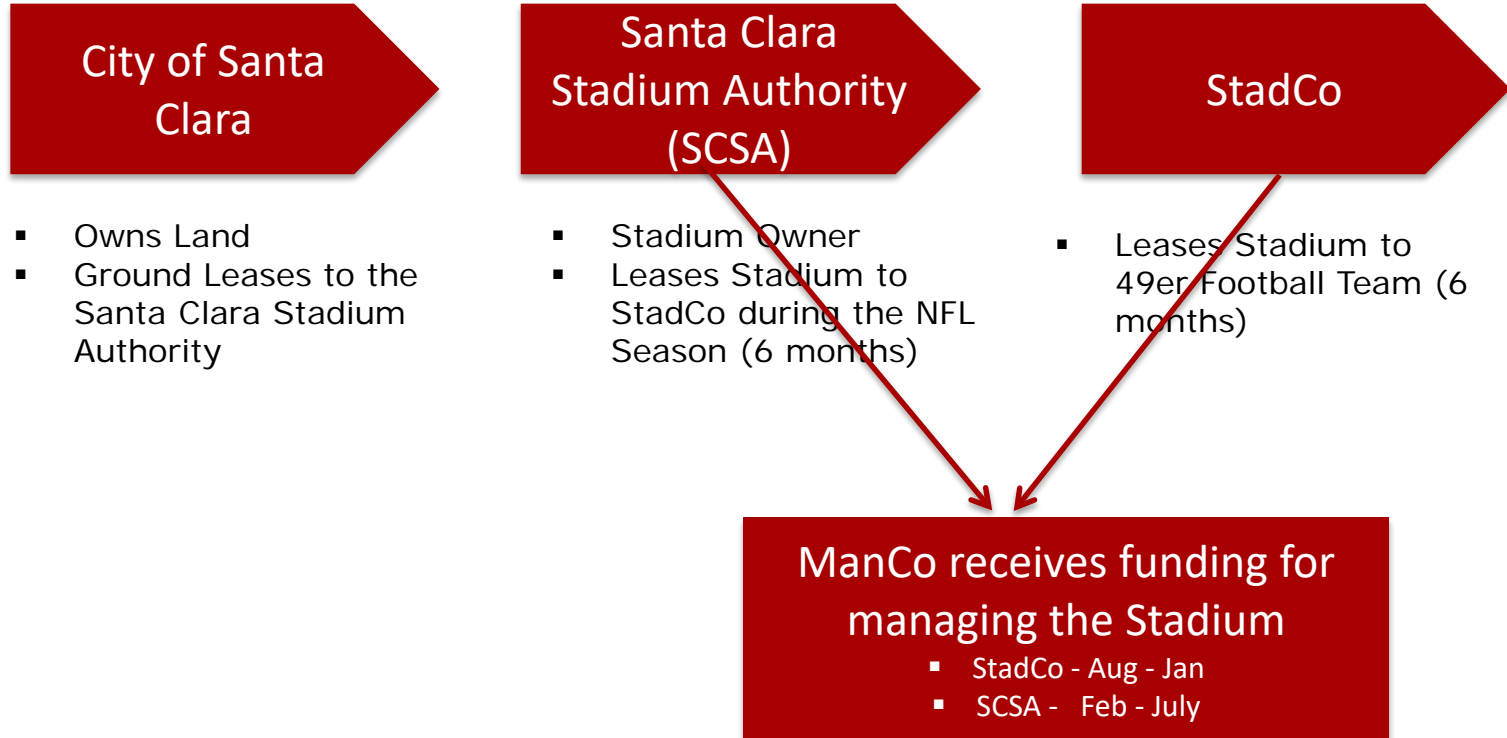 City of Santa
Clara
Santa Clara
Stadium Authority
(SCSA)
StadCo
▪ Owns Land
▪ Ground Leases to the
Santa Clara Stadium
Authority
▪ Stadium Owner
▪ Leases Stadium to
StadCo during the NFL
Season (6 months)
▪ Leases Stadium to
49er Football Team (6
months)
ManCo receives funding for
managing the Stadium
▪ StadCo - Aug - Jan
▪ SCSA - Feb - July